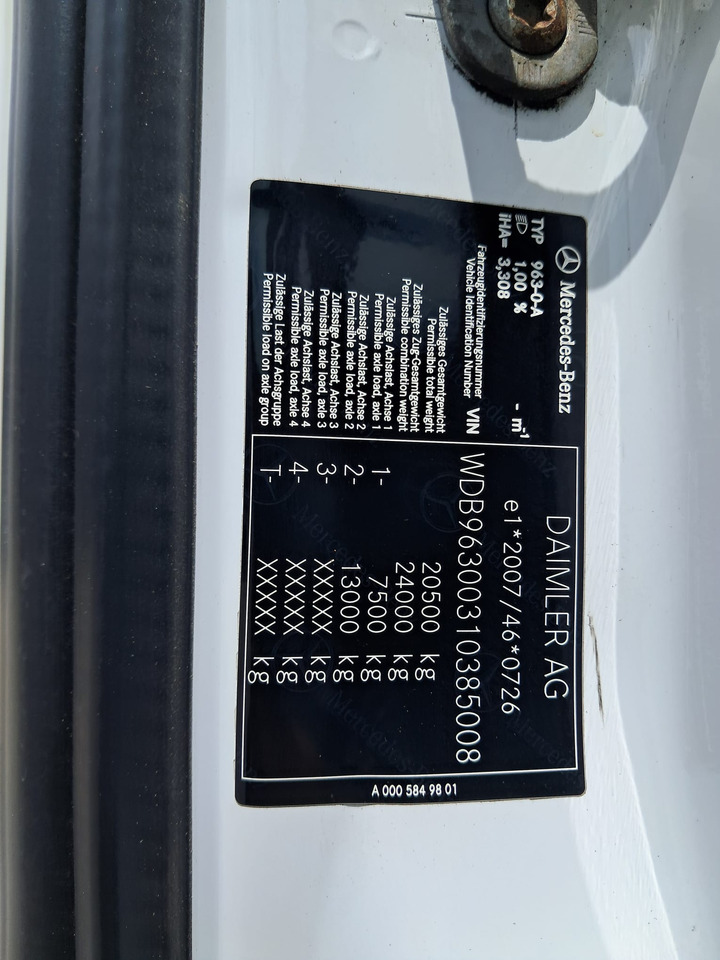 Mercedes-Benz
TYP 963-0-A
1,00 % - m⁻¹
iHA= 3,308
DAIMLER AG
e1*2007/46*0726
Fahrzeugidentifizierungsnummer
Vehicle Identification Number VIN WDB96300310385008
Zulässiges Gesamtgewicht
Permissible total weight 20500 kg
Zulässiges Zug-Gesamtgewicht
Permissible combination weight 24000 kg
Zulässige Achslast, Achse 1
Permissible axle load, axle 1 1- 7500 kg
Zulässige Achslast, Achse 2
Permissible axle load, axle 2 2- 13000 kg
Zulässige Achslast, Achse 3
Permissible axle load, axle 3 3- XXXXX kg
Zulässige Achslast, Achse 4
Permissible axle load, axle 4 4- XXXXX kg
Zulässige Last der Achsgruppe
Permissible load on axle group T- XXXXX kg
A 000 584 98 01